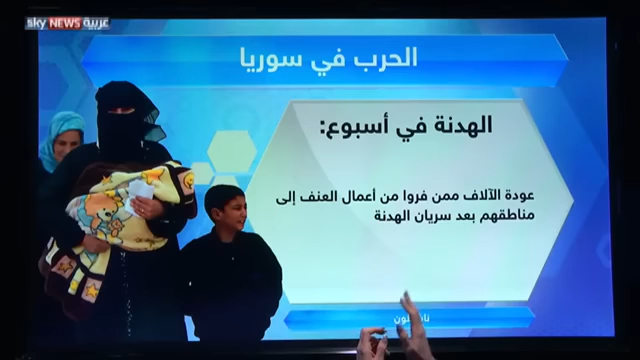 sky NEWS عربية
الحرب في سوريا
الهدنة في أسبوع:
عودة الآلاف ممن فروا من أعمال العنف إلى
مناطقهم بعد سريان الهدنة